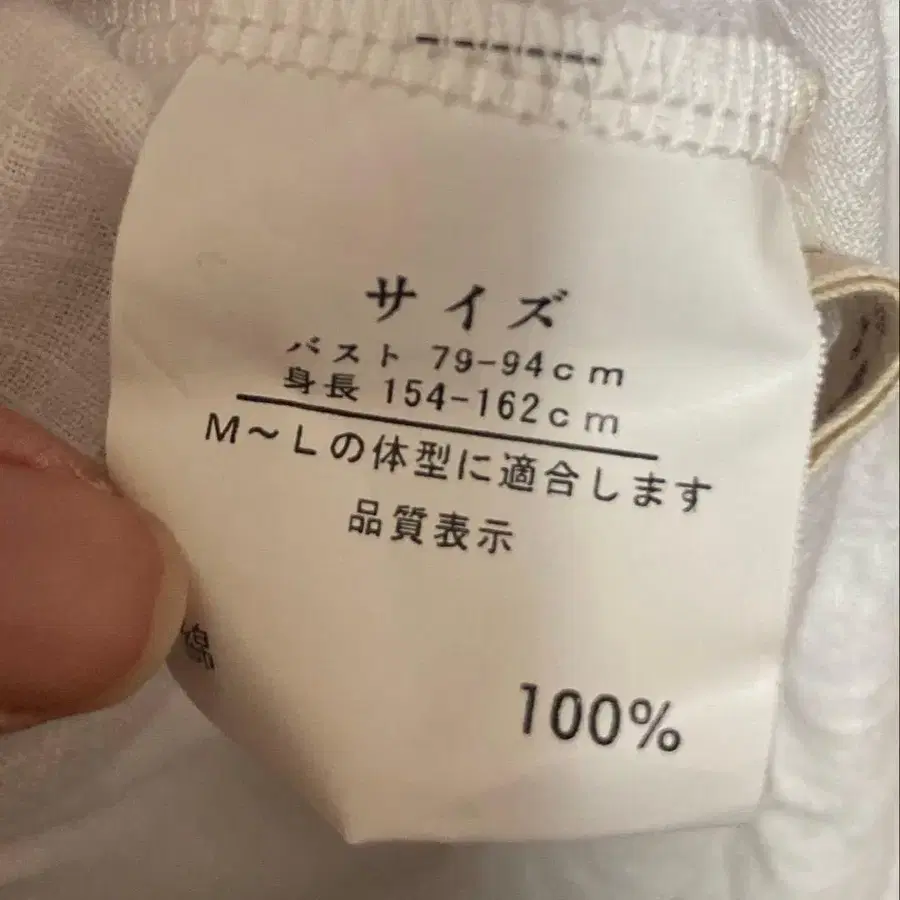 サイズ
バスト 79-94cm
身長 154-162cm
M～Lの体型に適合します
品質表示
綿
100%